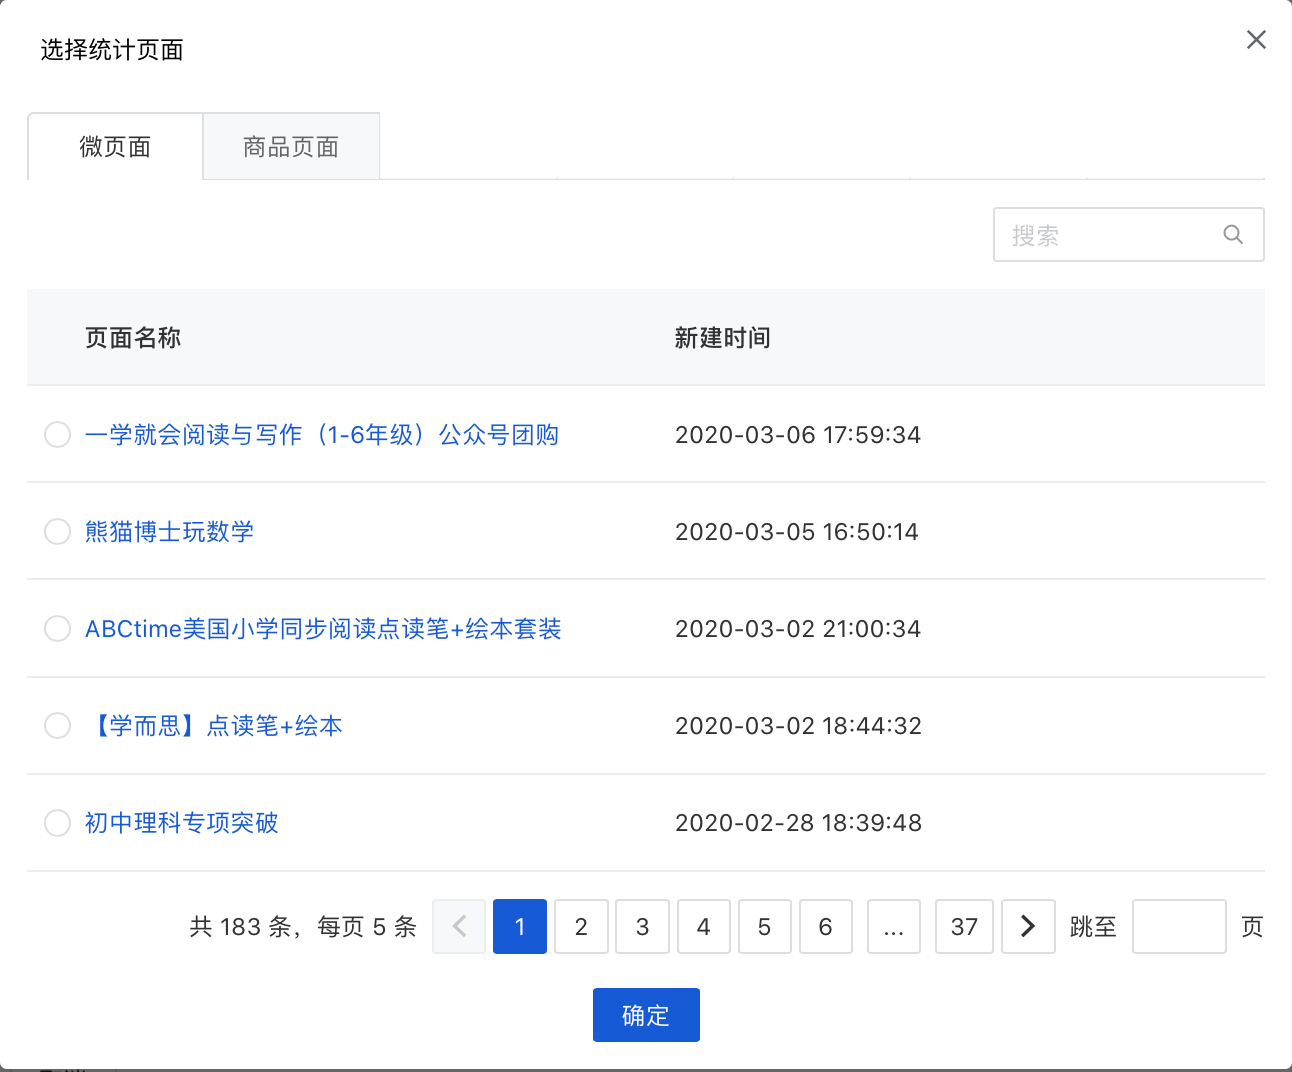 选择统计页面
微页面 商品页面
搜索
页面名称 新建时间
一学就会阅读与写作（1-6年级）公众号团购 2020-03-06 17:59:34
熊猫博士玩数学 2020-03-05 16:50:14
ABCtime美国小学同步阅读点读笔+绘本套装 2020-03-02 21:00:34
【学而思】点读笔+绘本 2020-03-02 18:44:32
初中理科专项突破 2020-02-28 18:39:48
共 183 条，每页 5 条 1 2 3 4 5 6 ... 37 跳至 页
确定